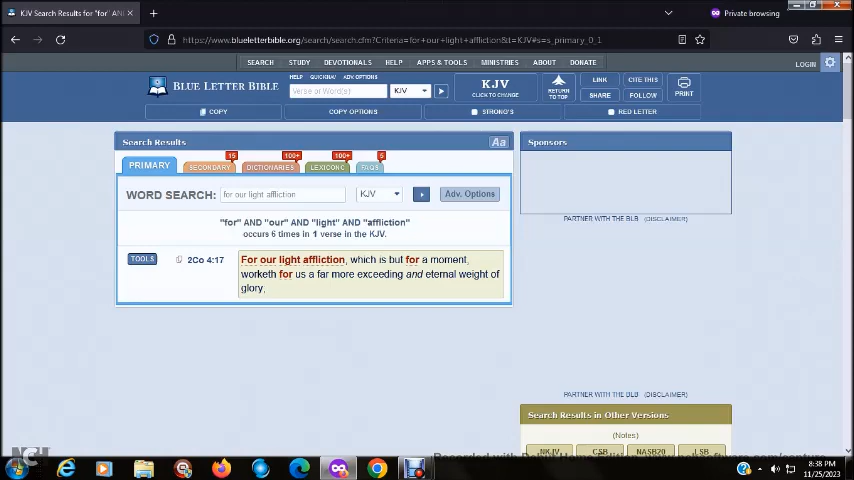 KJV Search Results for "for" AND
Private browsing
https://www.blueletterbible.org/search/search.cfm?Criteria=for+our+light+affliction&t=KJV#s=s_primary_0_1
SEARCH STUDY DEVOTIONALS HELP APPS & TOOLS MINISTRIES ABOUT DONATE
LOGIN
BLUE LETTER BIBLE
HELP QUICKNAV ADV. OPTIONS
Verse or Word(s) KJV
KJV
CLICK TO CHANGE
RETURN
TO TOP
LINK CITE THIS
SHARE FOLLOW
PRINT
COPY COPY OPTIONS STRONG'S RED LETTER
Search Results
Aa
15 100+ 100+ 5
PRIMARY SECONDARY DICTIONARIES LEXICONC FAQS
WORD SEARCH: for our light affliction KJV Adv. Options
"for" AND "our" AND "light" AND "affliction"
occurs 6 times in 1 verse in the KJV.
TOOLS 2Co 4:17 For our light affliction, which is but for a moment,
worketh for us a far more exceeding and eternal weight of
glory,
Sponsors
PARTNER WITH THE BLB (DISCLAIMER)
PARTNER WITH THE BLB (DISCLAIMER)
Search Results in Other Versions
(Notes)
NKJV CSB NASB20 LSB
NCH
8:38 PM
11/25/2023